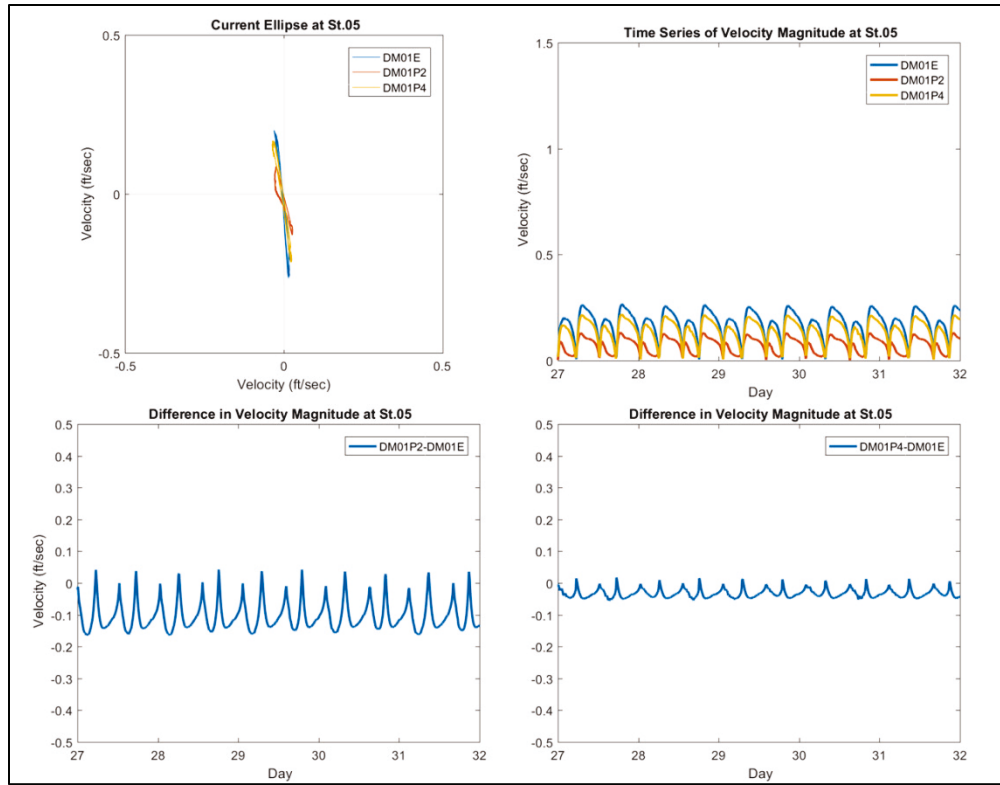 Current Ellipse at St.05
0.5
DM01E
DM01P2
DM01P4
Velocity (ft/sec)
0
-0.5
-0.5
0
0.5
Velocity (ft/sec)
Time Series of Velocity Magnitude at St.05
1.5
DM01E
DM01P2
DM01P4
1
Velocity (ft/sec)
0.5
0
27
28
29
30
31
32
Day
Difference in Velocity Magnitude at St.05
0.5
DM01P2-DM01E
0.4
0.3
0.2
0.1
Velocity (ft/sec)
0
-0.1
-0.2
-0.3
-0.4
-0.5
27
28
29
30
31
32
Day
Difference in Velocity Magnitude at St.05
0.5
DM01P4-DM01E
0.4
0.3
0.2
0.1
0
-0.1
-0.2
-0.3
-0.4
-0.5
27
28
29
30
31
32
Day